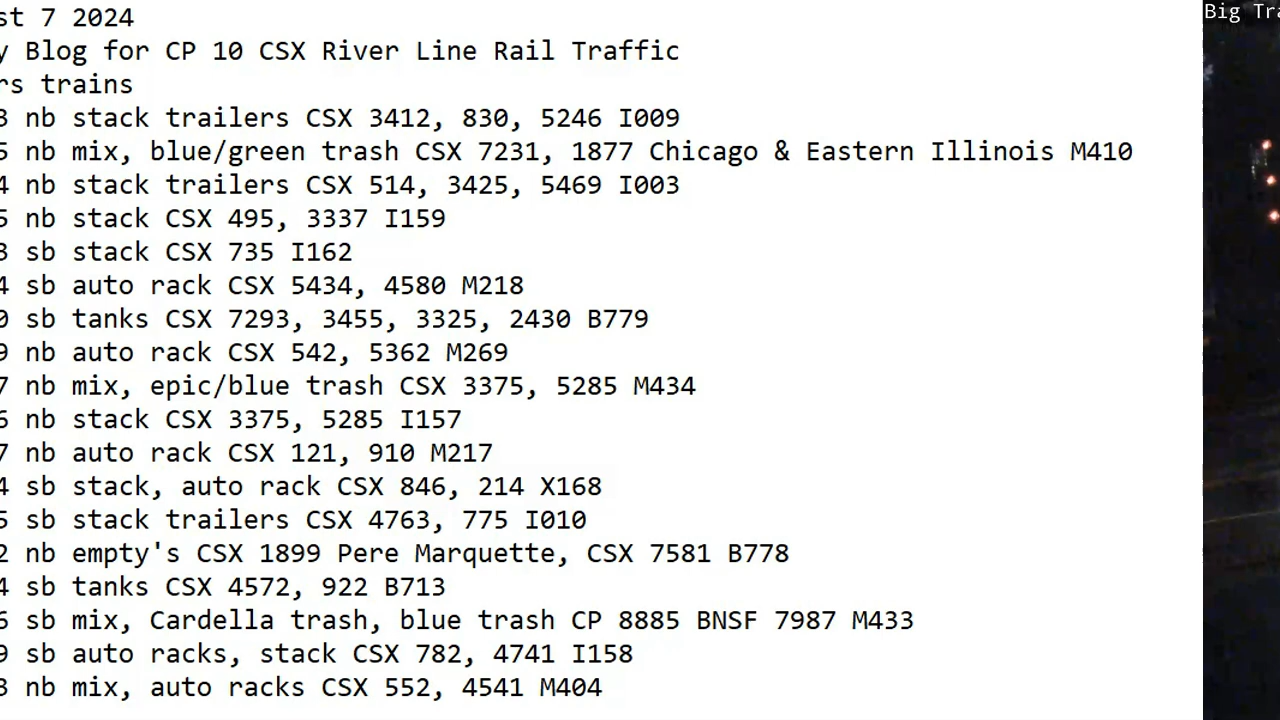 st 7 2024
y Blog for CP 10 CSX River Line Rail Traffic
rs trains
3 nb stack trailers CSX 3412, 830, 5246 I009
5 nb mix, blue/green trash CSX 7231, 1877 Chicago & Eastern Illinois M410
4 nb stack trailers CSX 514, 3425, 5469 I003
5 nb stack CSX 495, 3337 I159
3 sb stack CSX 735 I162
4 sb auto rack CSX 5434, 4580 M218
0 sb tanks CSX 7293, 3455, 3325, 2430 B779
9 nb auto rack CSX 542, 5362 M269
7 nb mix, epic/blue trash CSX 3375, 5285 M434
6 nb stack CSX 3375, 5285 I157
7 nb auto rack CSX 121, 910 M217
4 sb stack, auto rack CSX 846, 214 X168
5 sb stack trailers CSX 4763, 775 I010
2 nb empty's CSX 1899 Pere Marquette, CSX 7581 B778
4 sb tanks CSX 4572, 922 B713
6 sb mix, Cardella trash, blue trash CP 8885 BNSF 7987 M433
9 sb auto racks, stack CSX 782, 4741 I158
3 nb mix, auto racks CSX 552, 4541 M404
Big Tra